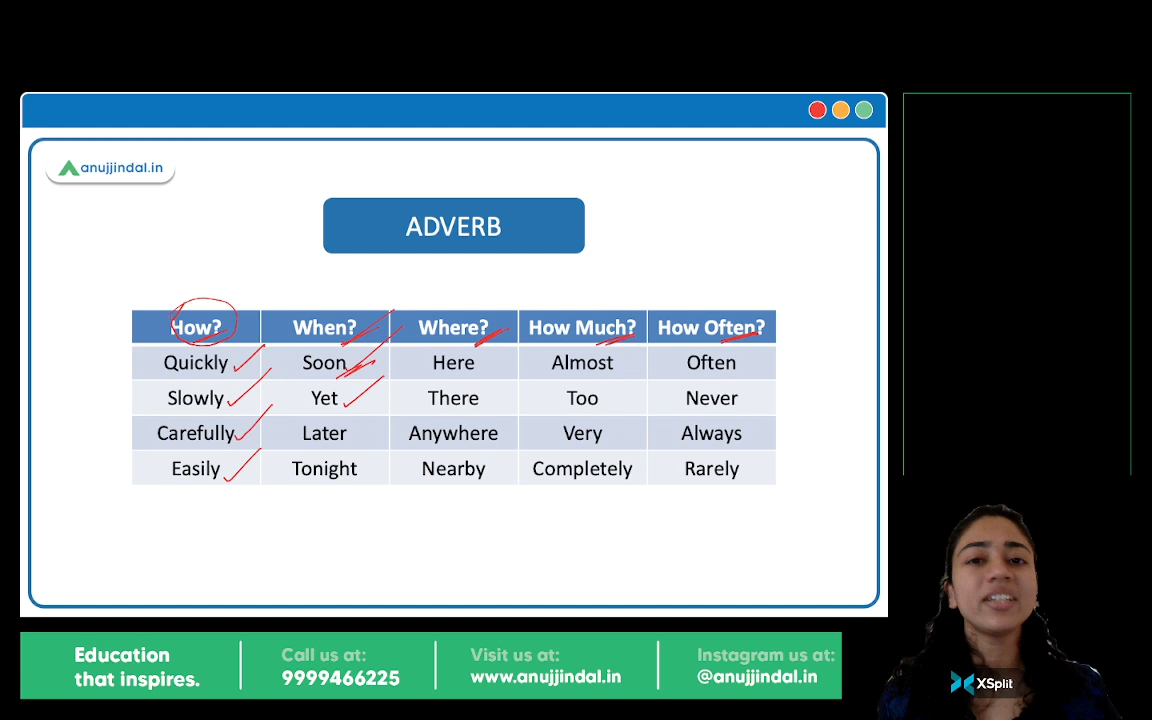 anujjindal.in
ADVERB
How? When? Where? How Much? How Often?
Quickly Soon Here Almost Often
Slowly Yet There Too Never
Carefully Later Anywhere Very Always
Easily Tonight Nearby Completely Rarely
Education
that inspires.
Call us at:
9999466225
Visit us at:
www.anujjindal.in
Instagram us at:
@anujjindal.in
XSplit